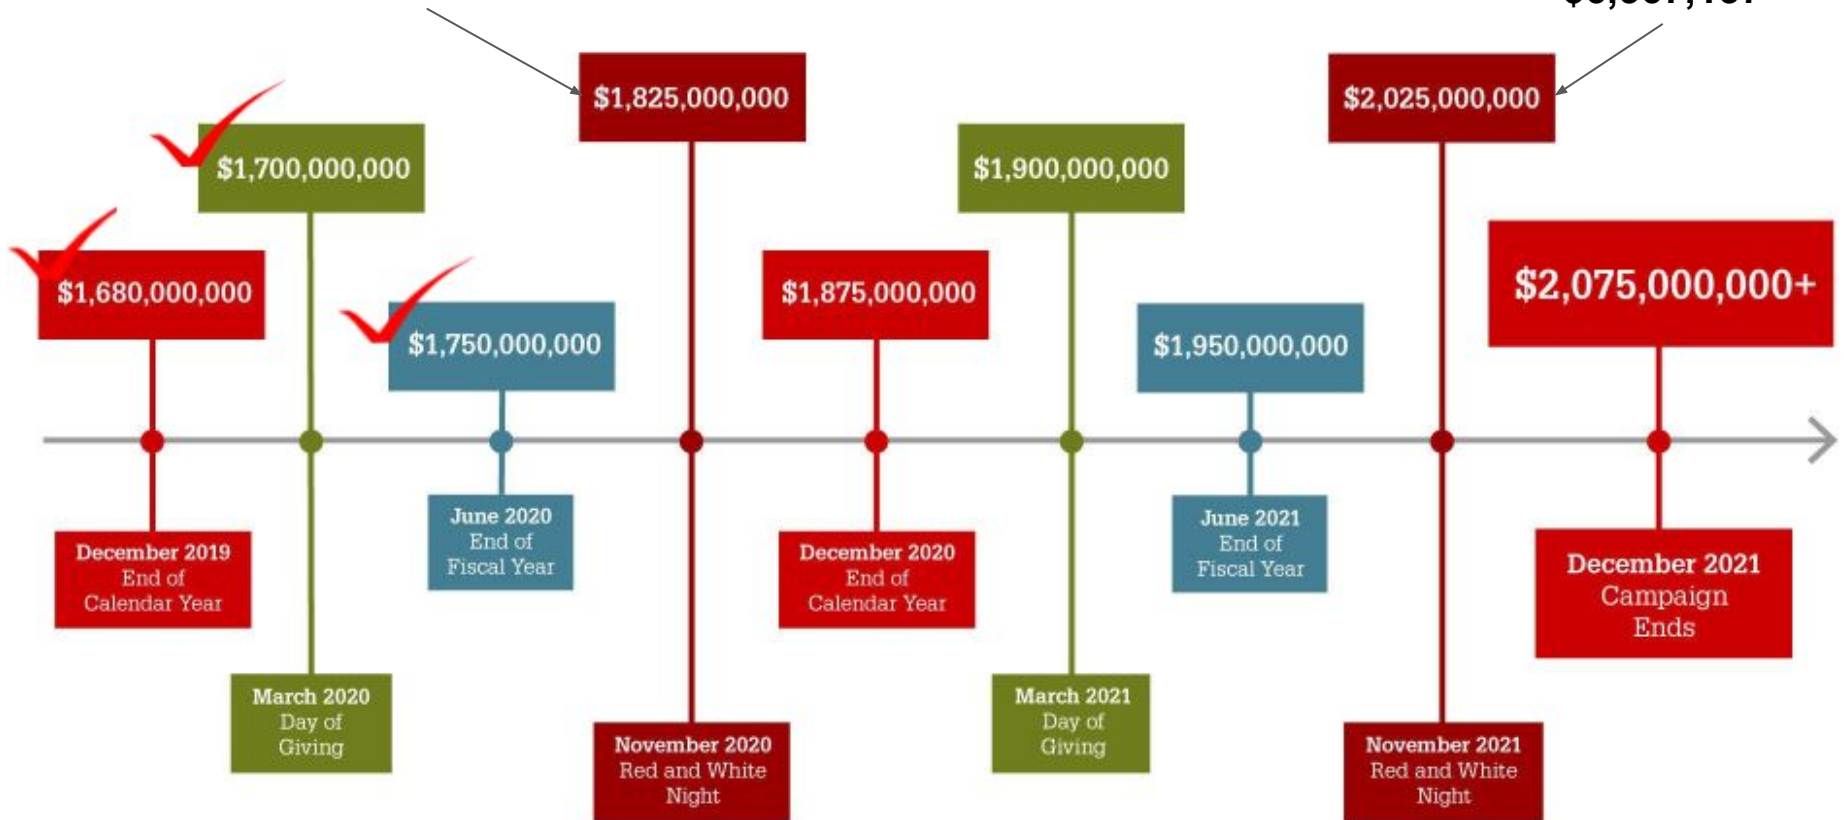 $1,825,000,000
$2,025,000,000
$1,700,000,000
$1,900,000,000
$1,680,000,000
$1,875,000,000
$2,075,000,000+
$1,750,000,000
$1,950,000,000
June 2020
End of
Fiscal Year
June 2021
End of
Fiscal Year
December 2019
End of
Calendar Year
December 2020
End of
Calendar Year
December 2021
Campaign
Ends
March 2020
Day of
Giving
March 2021
Day of
Giving
November 2020
Red and White
Night
November 2021
Red and White
Night